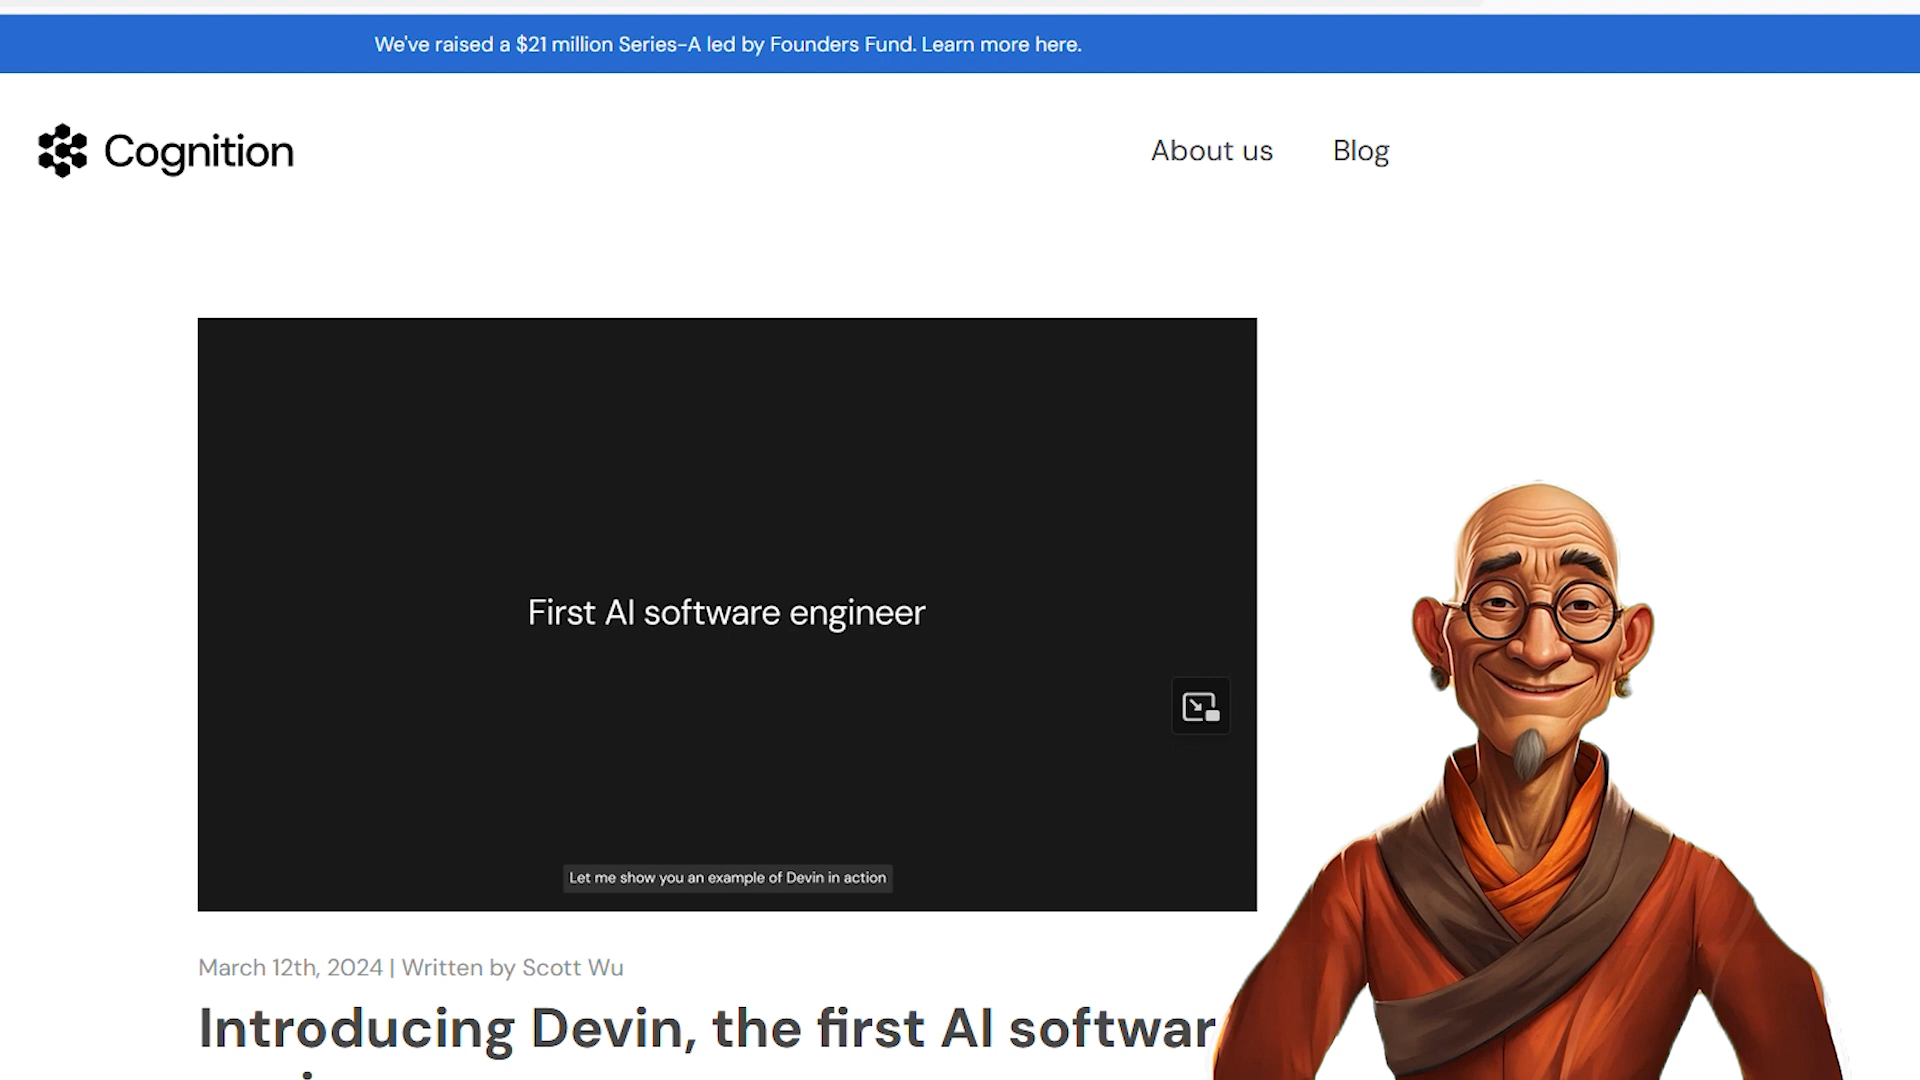 We've raised a $21 million Series-A led by Founders Fund. Learn more here.
Cognition
About us
Blog
First AI software engineer
Let me show you an example of Devin in action
March 12th, 2024 | Written by Scott Wu
Introducing Devin, the first AI softwar